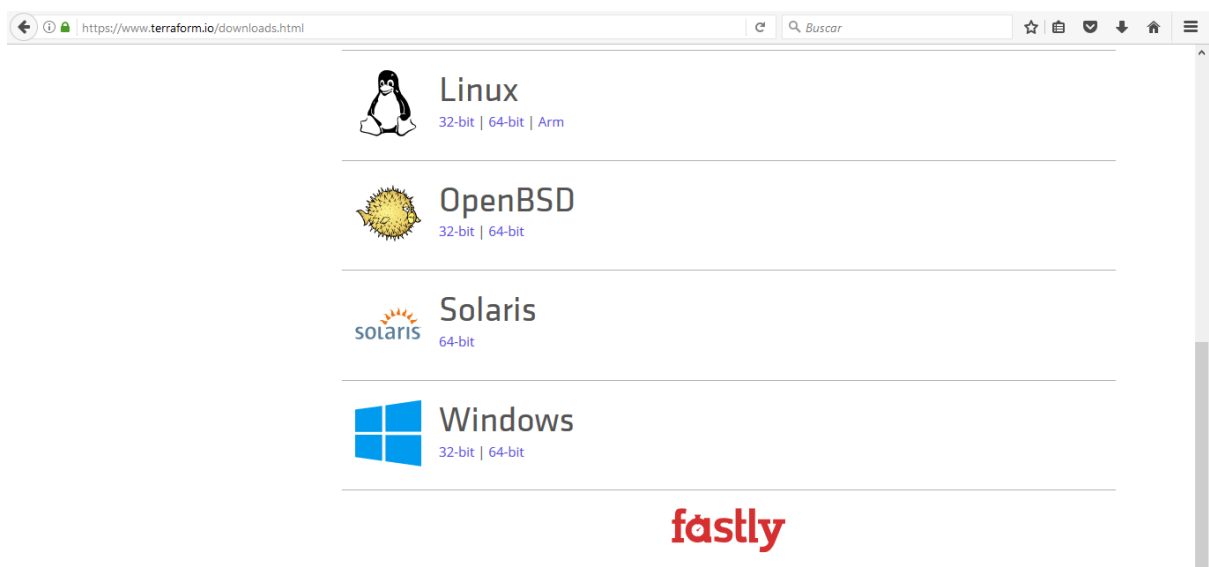 https://www.terraform.io/downloads.html Buscar
Linux
32-bit | 64-bit | Arm
OpenBSD
32-bit | 64-bit
solaris
Solaris
64-bit
Windows
32-bit | 64-bit
fastly